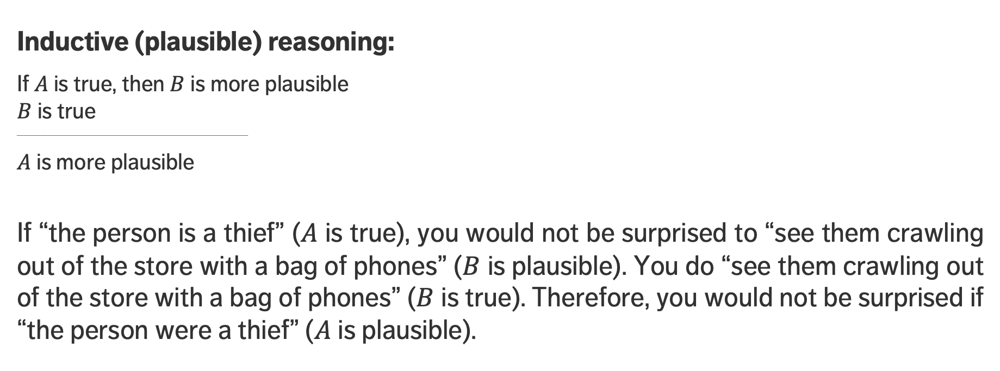 Inductive (plausible) reasoning:
If A is true, then B is more plausible
B is true
A is more plausible
If “the person is a thief” (A is true), you would not be surprised to “see them crawling
out of the store with a bag of phones” (B is plausible). You do “see them crawling out
of the store with a bag of phones” (B is true). Therefore, you would not be surprised if
“the person were a thief” (A is plausible).